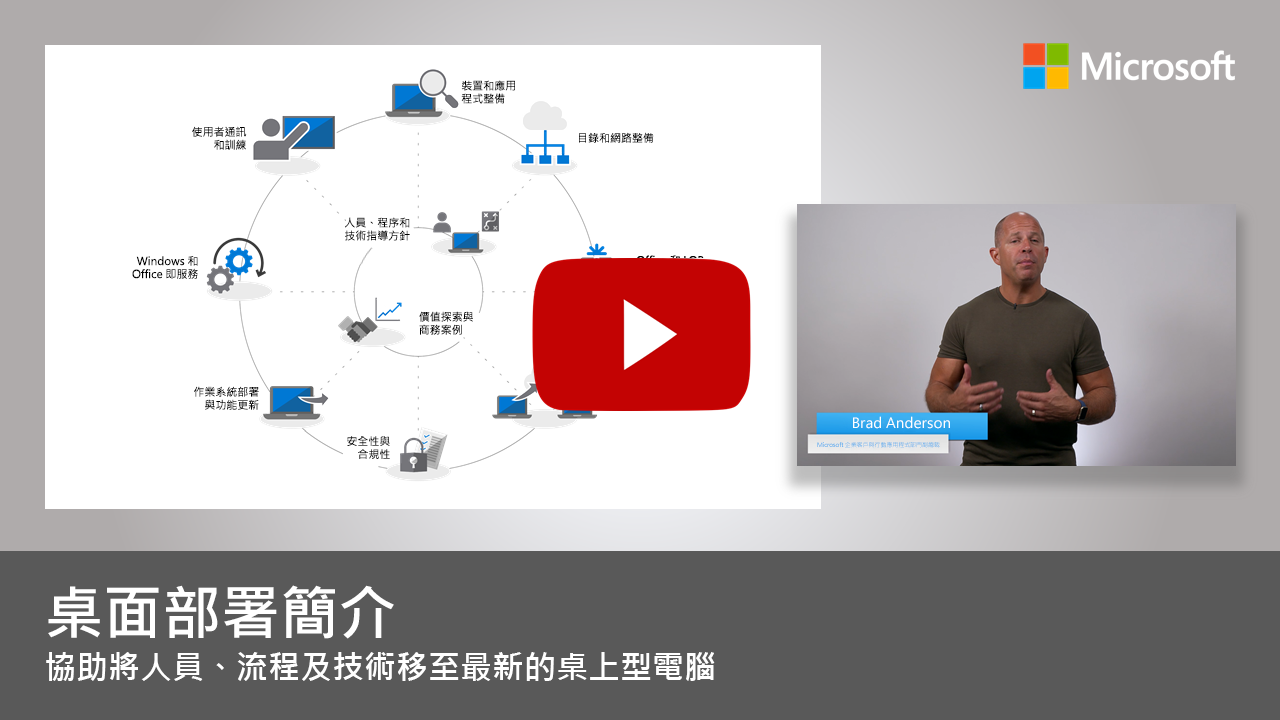 Microsoft
裝置和應用
程式整備
目錄和網路整備
使用者通訊
和訓練
人員、程序和
技術指導方針
Windows 和
Office 即服務
價值探索與
商務案例
作業系統部署
與功能更新
安全性與
合規性
Brad Anderson
桌面部署簡介
協助將人員、流程及技術移至最新的桌上型電腦